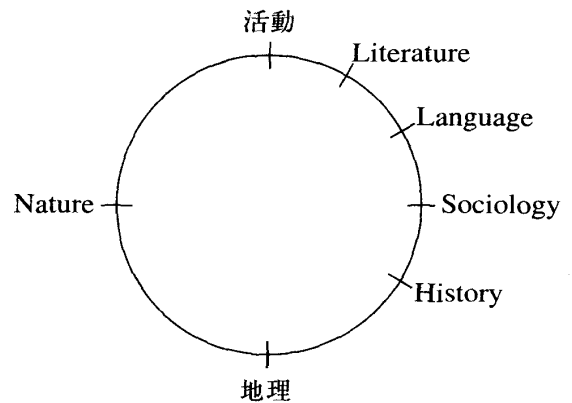 活動
Literature
Language
Nature
Sociology
History
地理